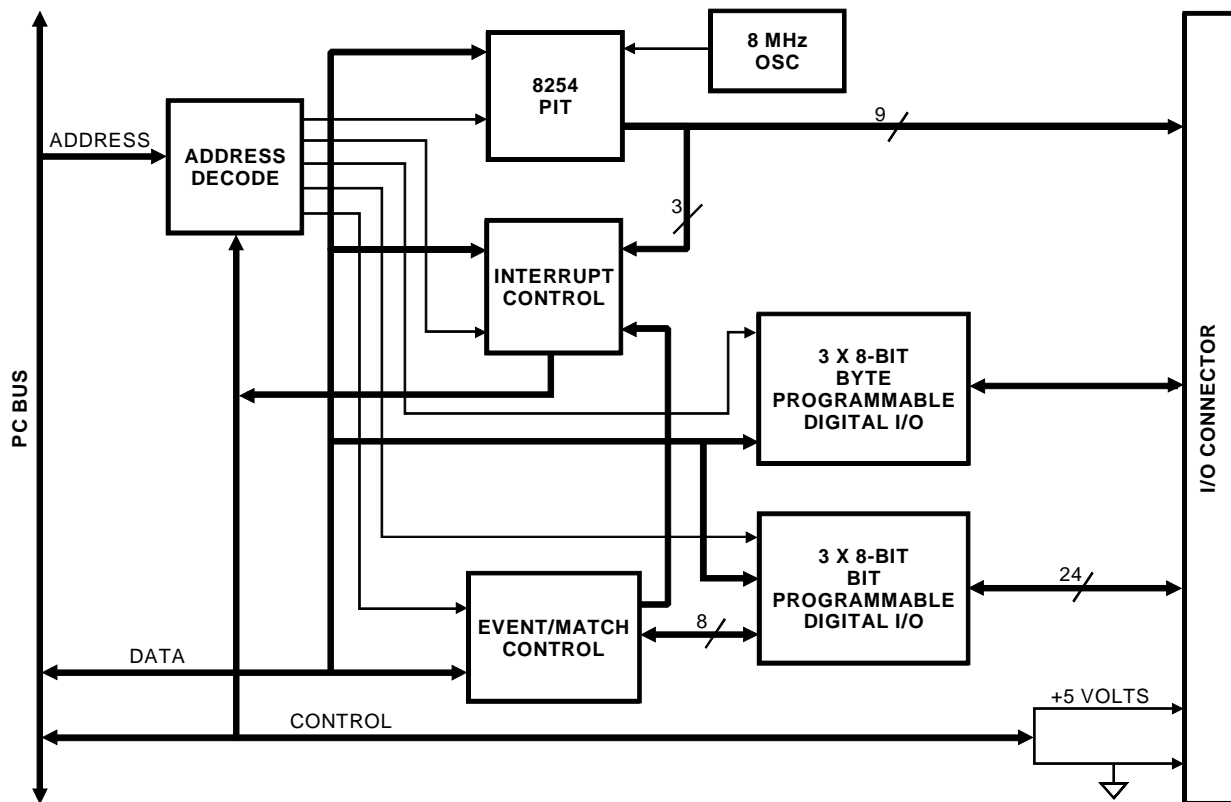 8 MHz
OSC
8254
PIT
9
ADDRESS
ADDRESS
DECODE
3
INTERRUPT
CONTROL
PC BUS
I/O CONNECTOR
3 X 8-BIT
BYTE
PROGRAMMABLE
DIGITAL I/O
3 X 8-BIT
BIT
PROGRAMMABLE
DIGITAL I/O
24
8
EVENT/MATCH
CONTROL
DATA
+5 VOLTS
CONTROL